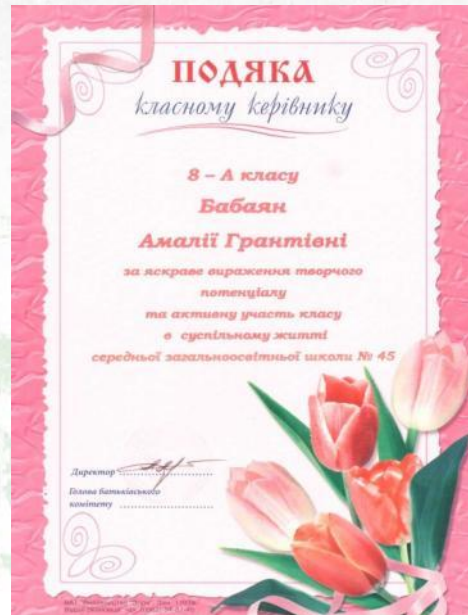 ПОДЯКА
класному керівнику
8 – А класу
Бабаян
Амалії Грантівні
за яскраве вираження творчого
потенціалу
та активну участь класу
в суспільному житті
середньої загальноосвітньої школи № 45
Директор
Голова батьківського
комітету